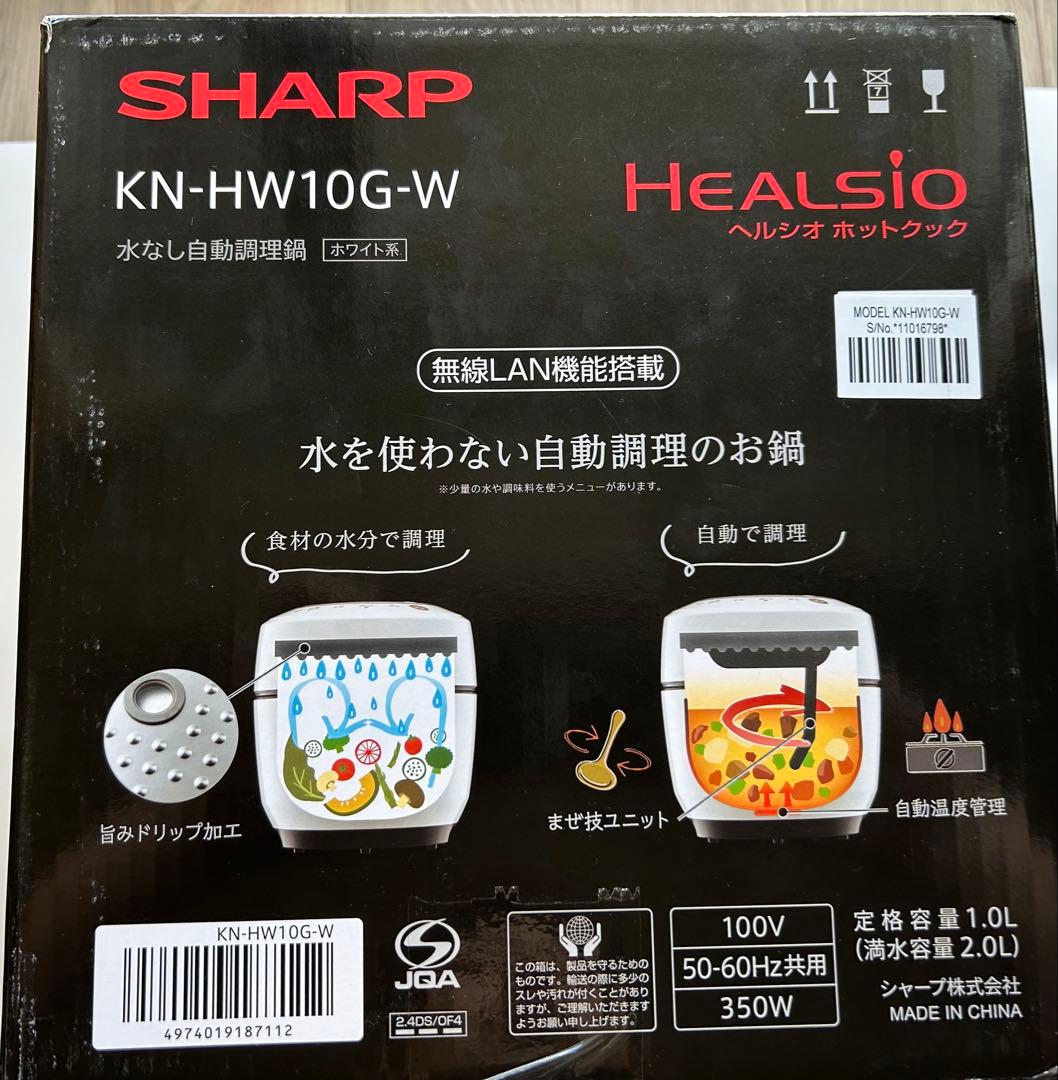 SHARP
7
KN-HW10G-W
HEALSIO
ヘルシオ ホットクック
水なし自動調理鍋 ホワイト系
MODEL KN-HW10G-W
S/No.*11016798*
無線LAN機能搭載
水を使わない自動調理のお鍋
※少量の水や調味料を使うメニューがあります。
食材の水分で調理
自動で調理
旨みドリップ加工
まぜ技ユニット
自動温度管理
KN-HW10G-W
4974019187112
JQA
2.4DS/OF4
この箱は、製品を守るための
ものです。輸送の際に多少の
スレや汚れが付くことがあり
ますが、ご理解いただきます
ようお願い申し上げます。
100V
50-60Hz共用
350W
定格容量1.0L
(満水容量2.0L)
シャープ株式会社
MADE IN CHINA